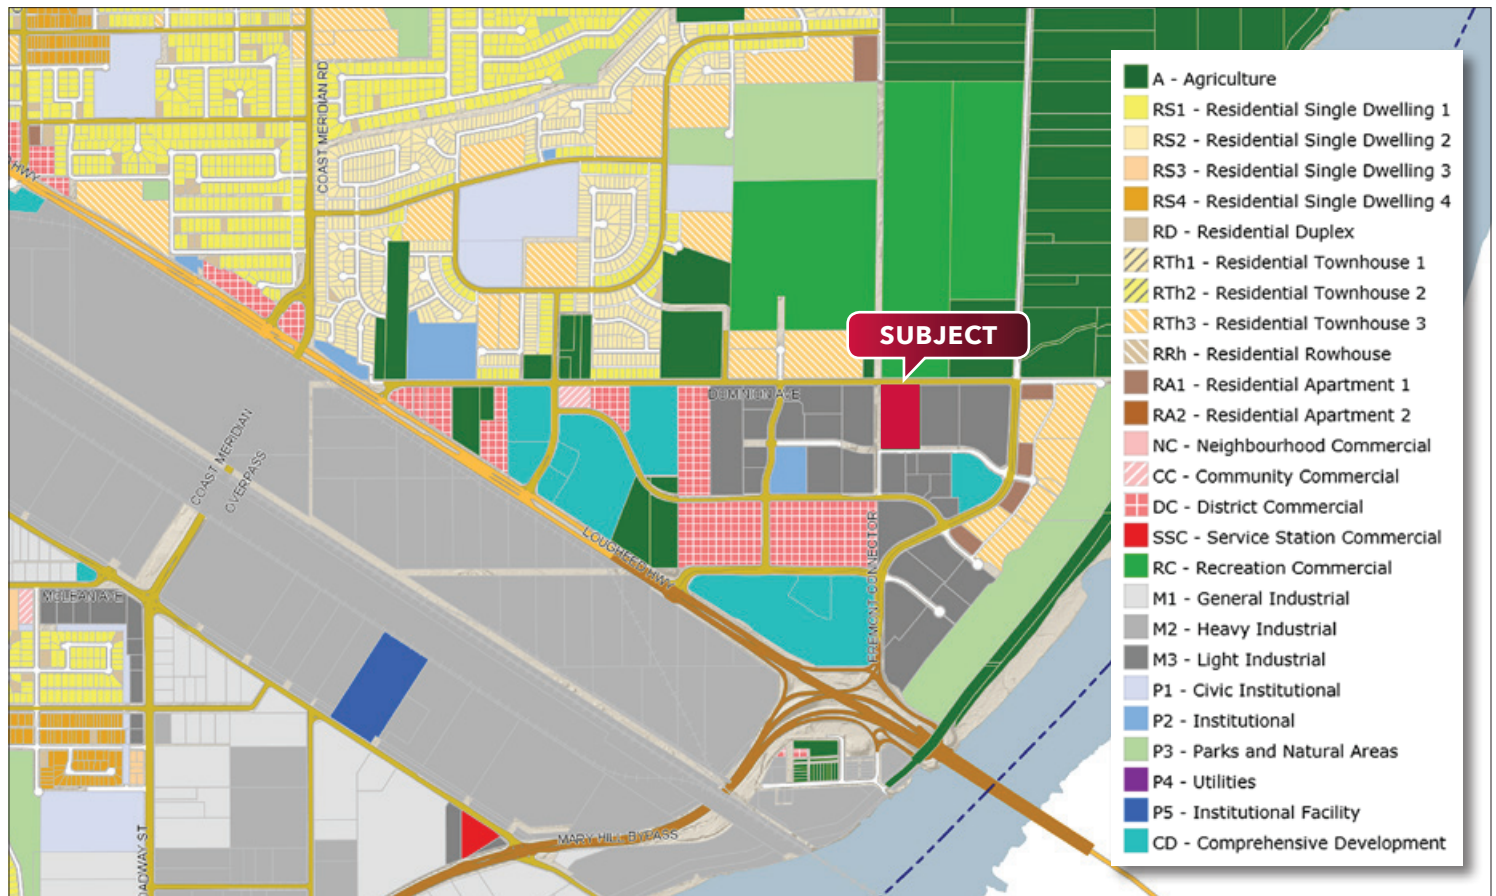 COAST MERIDIAN RD
HWY
SUBJECT
DOMINION AVE
COAST MERIDIAN
OVERPASS
LOUGHEED HWY
FREMONT CONNECTOR
MCLEAN AVE
MARY HILL BYPASS
ADWAY ST
A - Agriculture
RS1 - Residential Single Dwelling 1
RS2 - Residential Single Dwelling 2
RS3 - Residential Single Dwelling 3
RS4 - Residential Single Dwelling 4
RD - Residential Duplex
RTh1 - Residential Townhouse 1
RTh2 - Residential Townhouse 2
RTh3 - Residential Townhouse 3
RRh - Residential Rowhouse
RA1 - Residential Apartment 1
RA2 - Residential Apartment 2
NC - Neighbourhood Commercial
CC - Community Commercial
DC - District Commercial
SSC - Service Station Commercial
RC - Recreation Commercial
M1 - General Industrial
M2 - Heavy Industrial
M3 - Light Industrial
P1 - Civic Institutional
P2 - Institutional
P3 - Parks and Natural Areas
P4 - Utilities
P5 - Institutional Facility
CD - Comprehensive Development